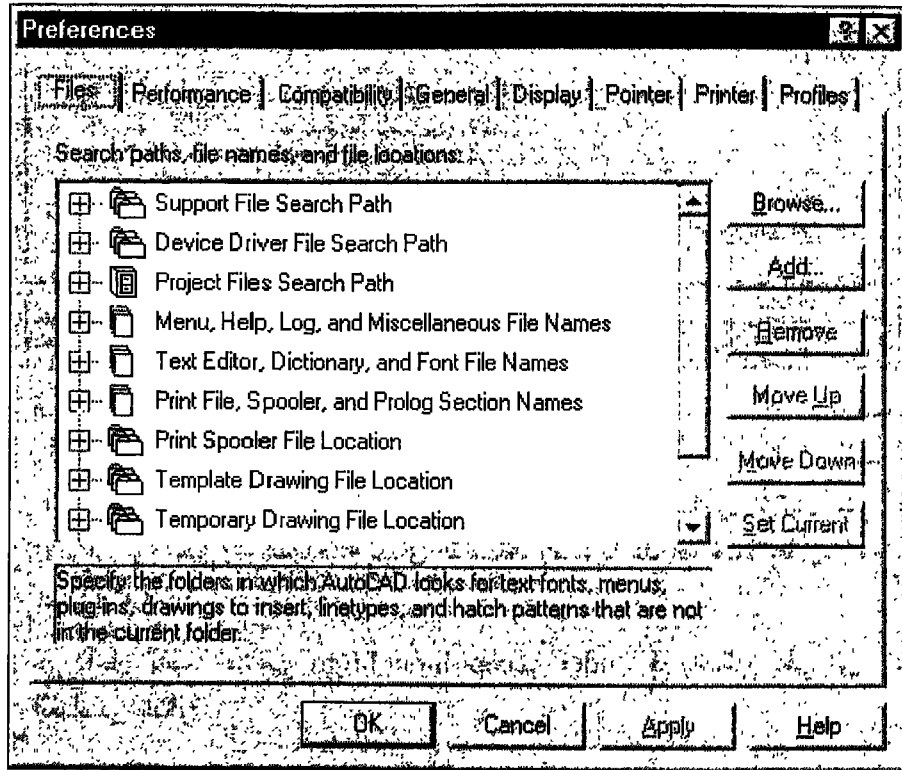 Preferences
Files Performance Compatibility General Display Pointer Printer Profiles
Search paths, file names, and file locations:
Support File Search Path
Device Driver File Search Path
Project Files Search Path
Menu, Help, Log, and Miscellaneous File Names
Text Editor, Dictionary, and Font File Names
Print File, Spooler, and Prolog Section Names
Print Spooler File Location
Template Drawing File Location
Temporary Drawing File Location
Browse...
Add...
Remove
Move Up
Move Down
Set Current
Specify the folders in which AutoCAD looks for text fonts, menus,
plug-ins, drawings to insert, linetypes, and hatch patterns that are not
in the current folder.
OK Cancel Apply Help